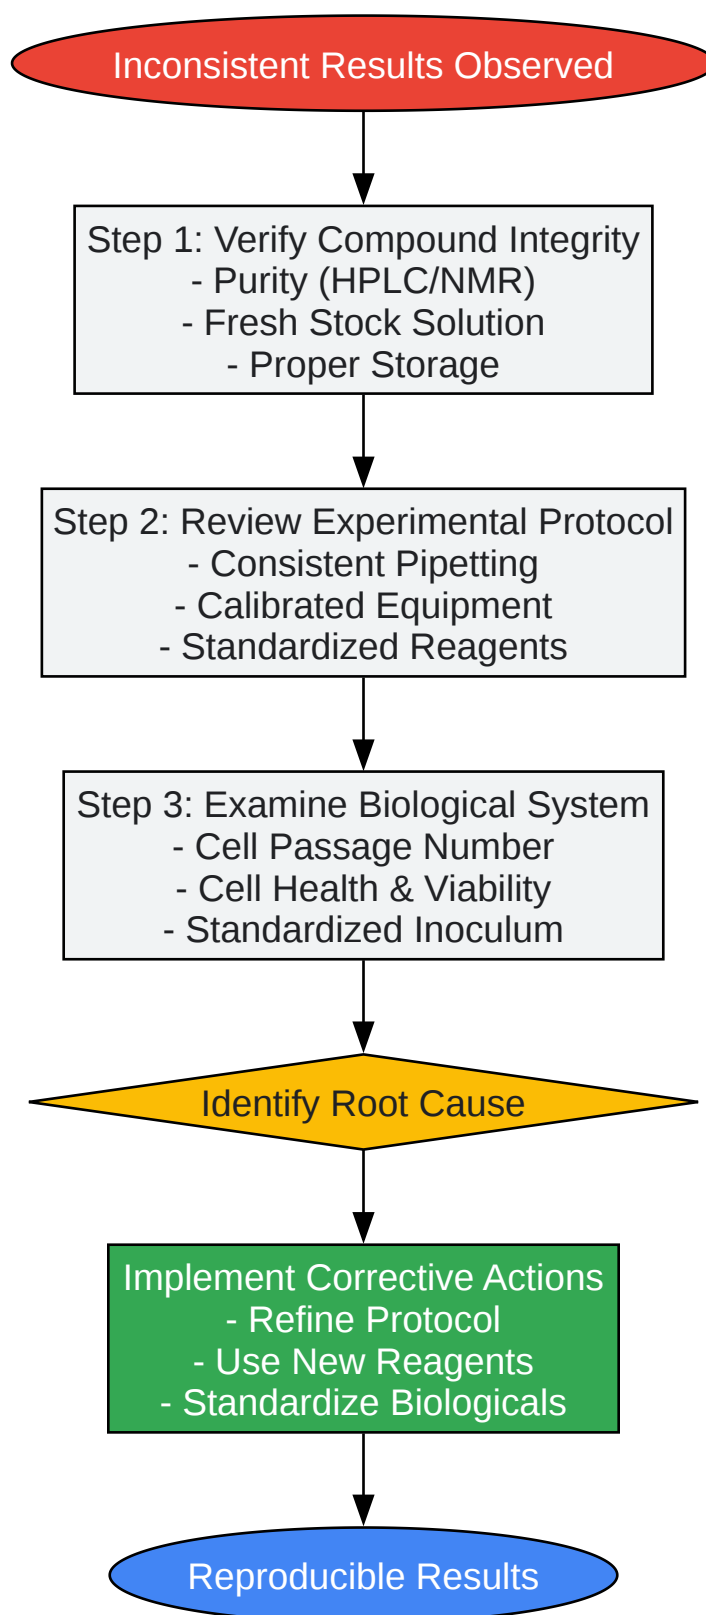 Inconsistent Results Observed
Step 1: Verify Compound Integrity
- Purity (HPLC/NMR)
- Fresh Stock Solution
- Proper Storage
Step 2: Review Experimental Protocol
- Consistent Pipetting
- Calibrated Equipment
- Standardized Reagents
Step 3: Examine Biological System
- Cell Passage Number
- Cell Health & Viability
- Standardized Inoculum
Identify Root Cause
Implement Corrective Actions
- Refine Protocol
- Use New Reagents
- Standardize Biologicals
Reproducible Results